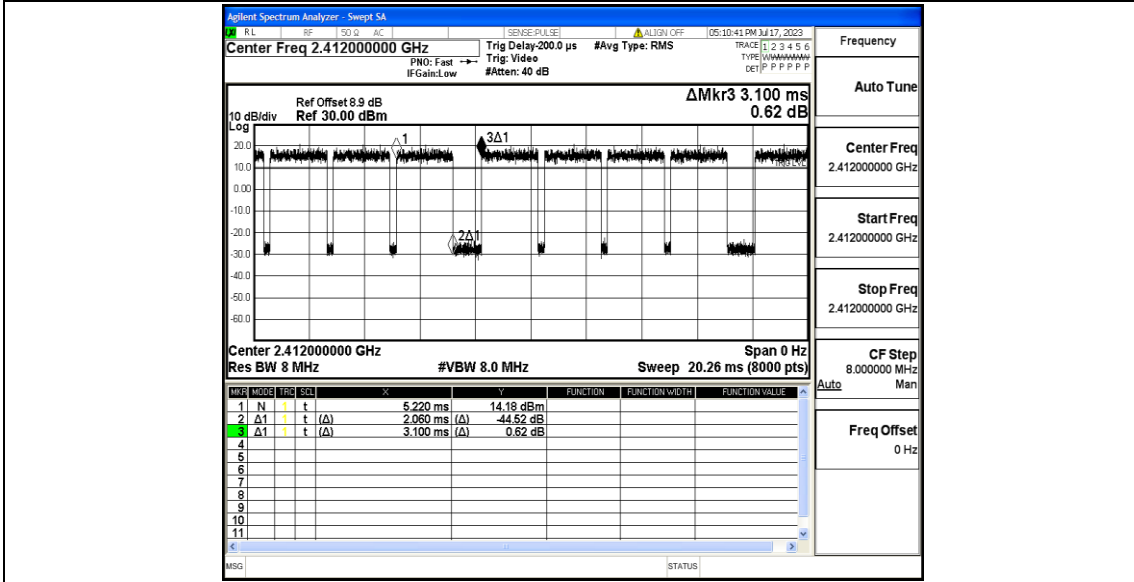 Agilent Spectrum Analyzer - Swept SA
RL RF 50 Ω AC SENSE:PULSE ALIGN OFF 05:10:41 PM Jul 17, 2023
Center Freq 2.412000000 GHz
PNO: Fast
IFGain:Low
Trig Delay-200.0 µs
Trig: Video
#Atten: 40 dB
#Avg Type: RMS
TRACE 1 2 3 4 5 6
TYPE
DET P P P P P P
ΔMkr3 3.100 ms
0.62 dB
Ref Offset 8.9 dB
10 dB/div Ref 30.00 dBm
Log
20.0
10.0
0.00
-10.0
-20.0
-30.0
-40.0
-50.0
-60.0
1
3Δ1
2Δ1
TRIG LVL
Center 2.412000000 GHz Span 0 Hz
Res BW 8 MHz #VBW 8.0 MHz Sweep 20.26 ms (8000 pts)
MKR MODE TRC SCL X Y FUNCTION FUNCTION WIDTH FUNCTION VALUE
1 N 1 t 5.220 ms 14.18 dBm
2 Δ1 1 t (Δ) 2.060 ms (Δ) -44.52 dB
3 Δ1 1 t (Δ) 3.100 ms (Δ) 0.62 dB
4
5
6
7
8
9
10
11
MSG STATUS
Frequency
Auto Tune
Center Freq
2.412000000 GHz
Start Freq
2.412000000 GHz
Stop Freq
2.412000000 GHz
CF Step
8.000000 MHz
Auto Man
Freq Offset
0 Hz